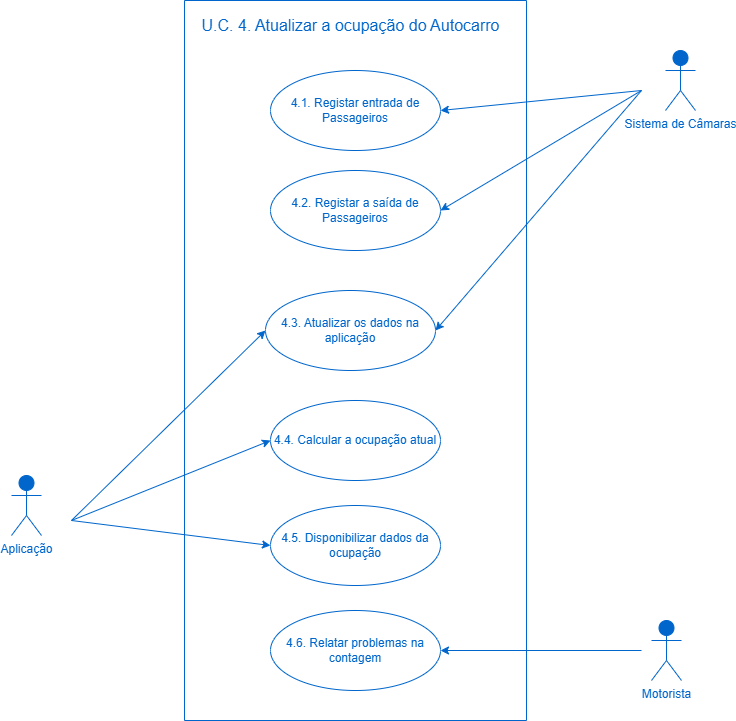 U.C. 4. Atualizar a ocupação do Autocarro
4.1. Registar entrada de
Passageiros
Sistema de Câmaras
4.2. Registar a saída de
Passageiros
4.3. Atualizar os dados na
aplicação
4.4. Calcular a ocupação atual
Aplicação
4.5. Disponibilizar dados da
ocupação
4.6. Relatar problemas na
contagem
Motorista